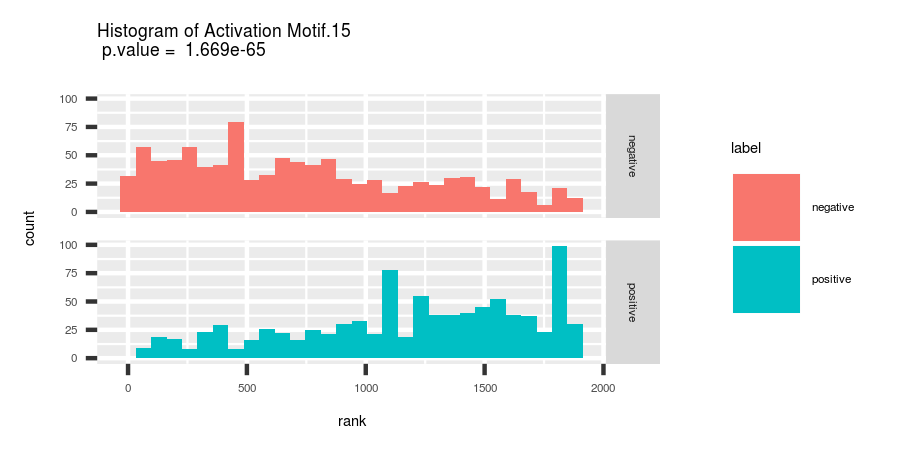 Histogram of Activation Motif.15
p.value = 1.669e-65
100
75
50
25
0
negative
100
75
50
25
0
positive
0
500
1000
1500
2000
rank
count
label
negative
positive